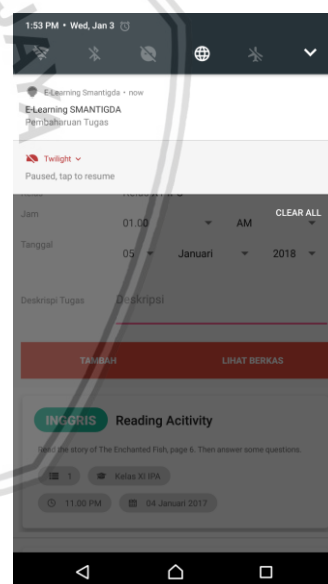 1:53 PM • Wed, Jan 3
E-Learning Smantigda • now
E-Learning SMANTIGDA
Pembaharuan Tugas
Twilight
Paused, tap to resume
CLEAR ALL
Jam
01.00 AM
Tanggal
05 Januari 2018
Deskripsi Tugas Deskripsi
TAMBAH LIHAT BERKAS
INGGRIS Reading Acitivity
Read the story of The Enchanted Fish, page 6. Then answer some questions.
1 Kelas XI IPA
11.00 PM 04 Januari 2017
JAYA